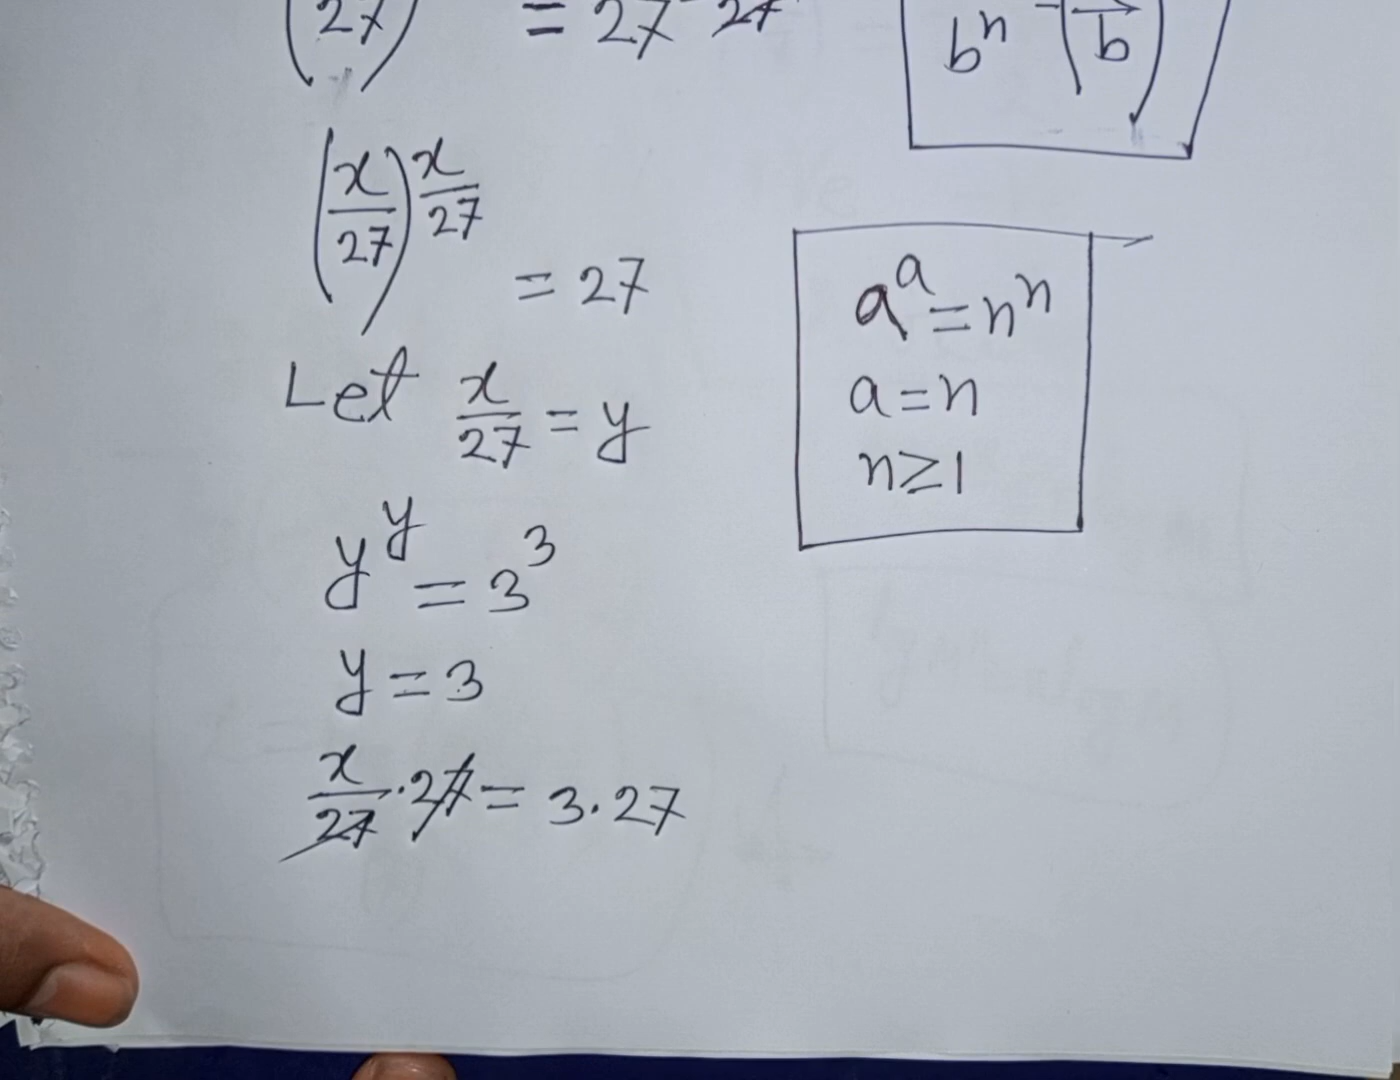 (x/27)^(x/27) = 27
Let x/27 = y
y^y = 3^3
y = 3
x/27 · 27 = 3 · 27
b^n
b
a^a = n^n
a = n
n ≥ 1